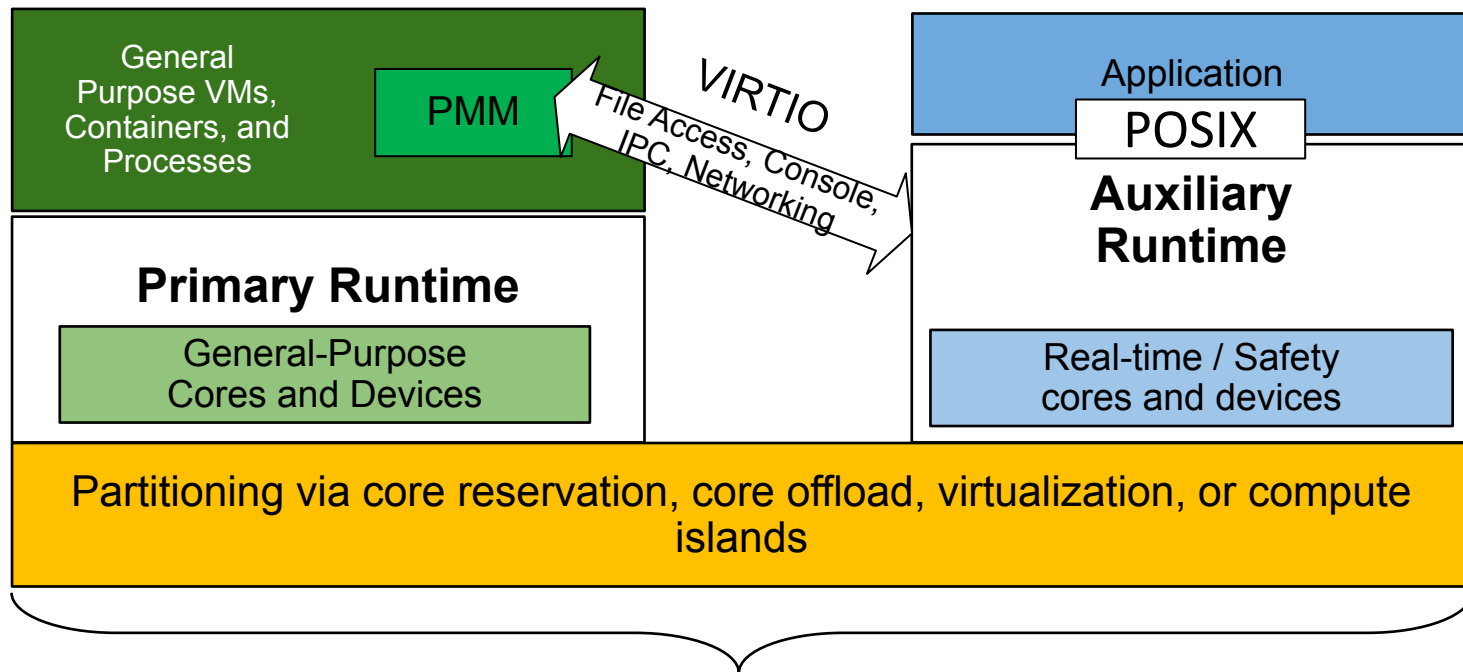 General
Purpose VMs,
Containers, and
Processes
PMM
VIRTIO
File Access, Console,
IPC, Networking
Application
POSIX
Auxiliary
Runtime
Primary Runtime
General-Purpose
Cores and Devices
Real-time / Safety
cores and devices
Partitioning via core reservation, core offload, virtualization, or compute
islands